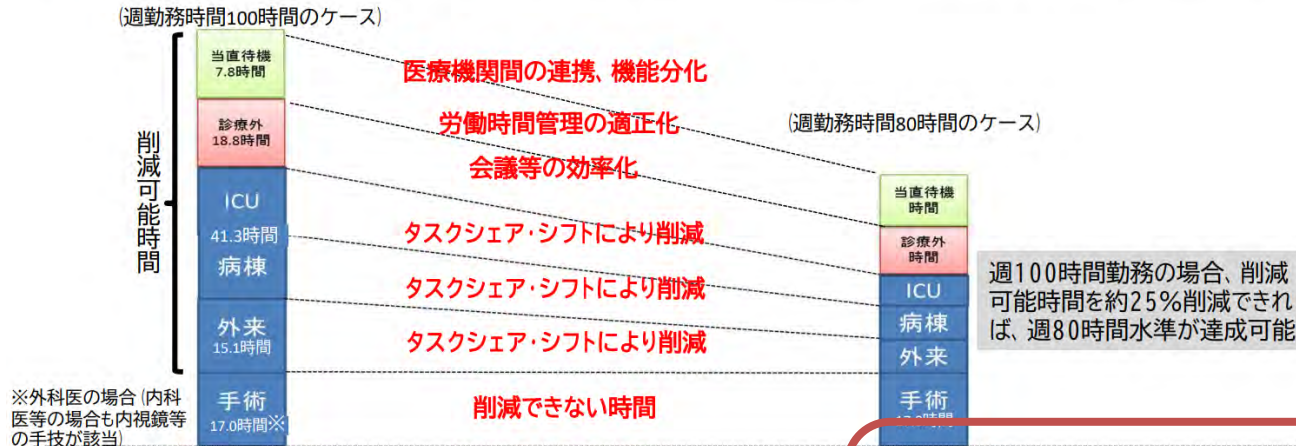 (週勤務時間100時間のケース)
当直待機
7.8時間
診療外
18.8時間
削減可能時間
ICU
41.3時間
病棟
外来
15.1時間
手術
17.0時間※
※外科医の場合(内科
医等の場合も内視鏡等
の手技が該当)
医療機関間の連携、機能分化
労働時間管理の適正化
会議等の効率化
タスクシェア・シフトにより削減
タスクシェア・シフトにより削減
タスクシェア・シフトにより削減
削減できない時間
(週勤務時間80時間のケース)
当直待機
時間
診療外
時間
ICU
病棟
外来
手術
17.0時間
週100時間勤務の場合、削減
可能時間を約25%削減できれ
ば、週80時間水準が達成可能